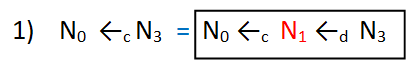 1) N₀ ←c N₃ = N₀ ←c N₁ ←d N₃